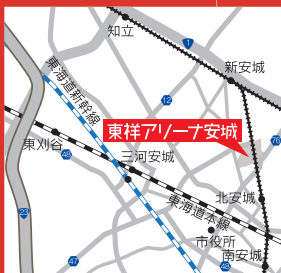 知立
1
新安城
東海道新幹線
12
東祥アリーナ安城
76
東刈谷
48
三河安城
東海道本線
北安城
23
市役所
47
48
南安城